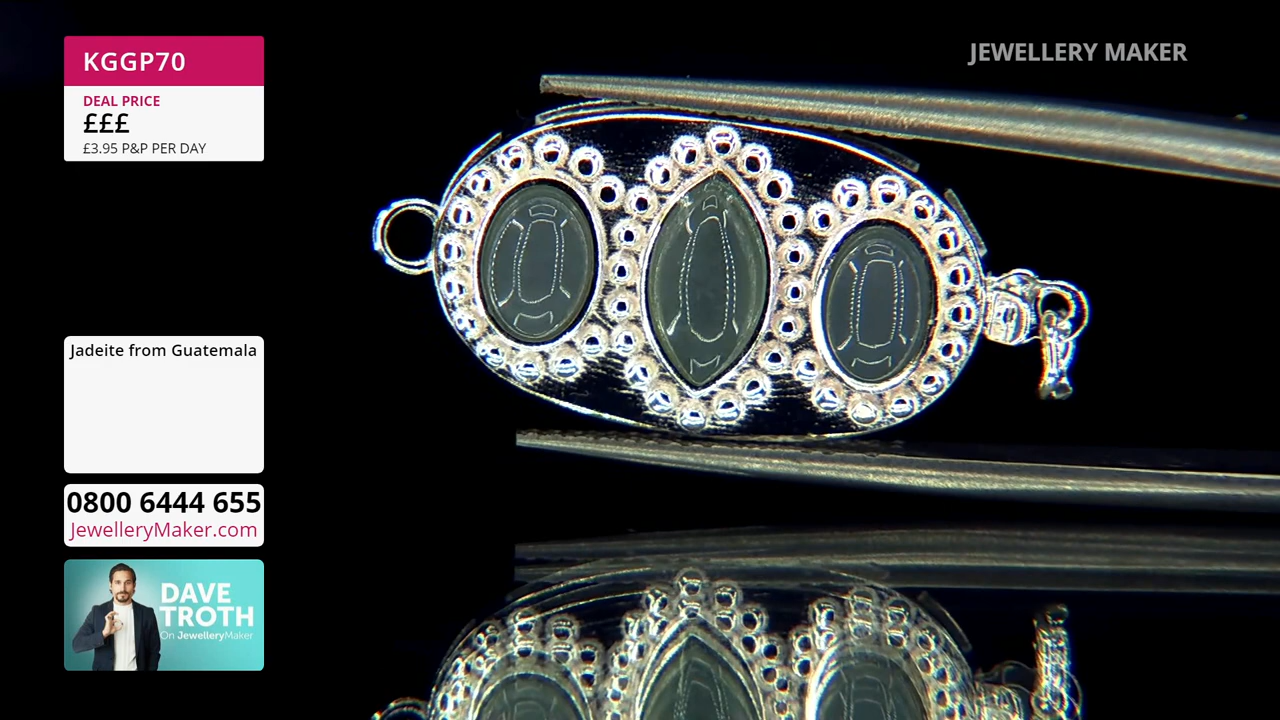 KGGP70
DEAL PRICE
£££
£3.95 P&P PER DAY
JEWELLERY MAKER
Jadeite from Guatemala
0800 6444 655
JewelleryMaker.com
DAVE
TROTH
On JewelleryMaker